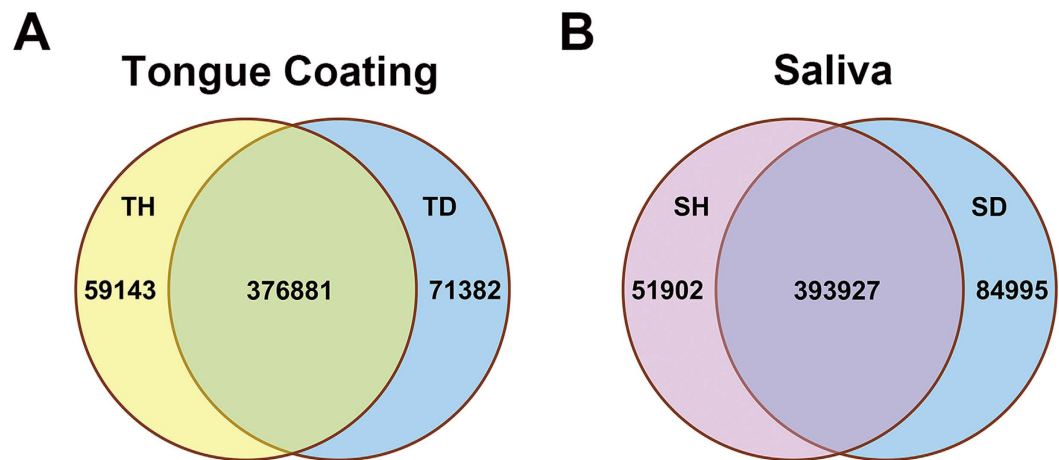 A
Tongue Coating
TH
TD
59143
376881
71382
B
Saliva
SH
SD
51902
393927
84995